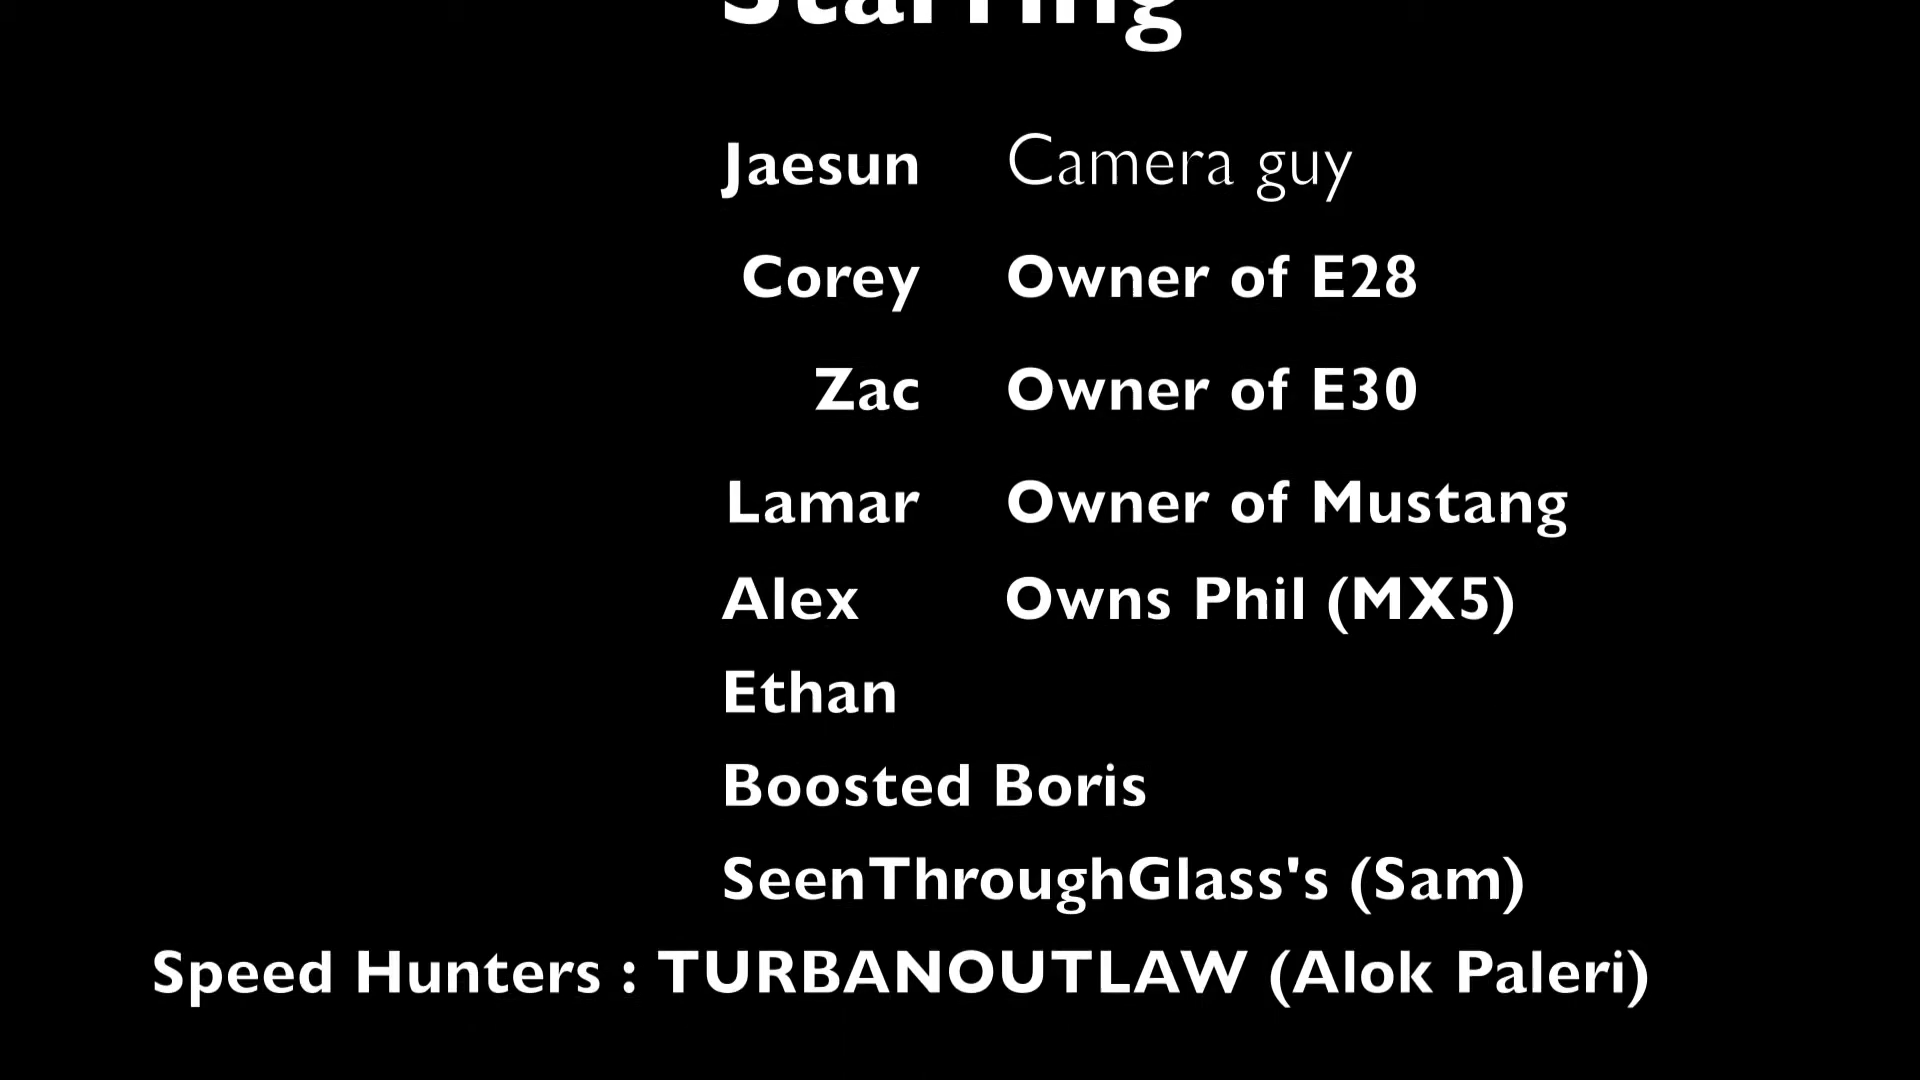 Starring
Jaesun Camera guy
Corey Owner of E28
Zac Owner of E30
Lamar Owner of Mustang
Alex Owns Phil (MX5)
Ethan
Boosted Boris
SeenThroughGlass's (Sam)
Speed Hunters : TURBANOUTLAW (Alok Paleri)